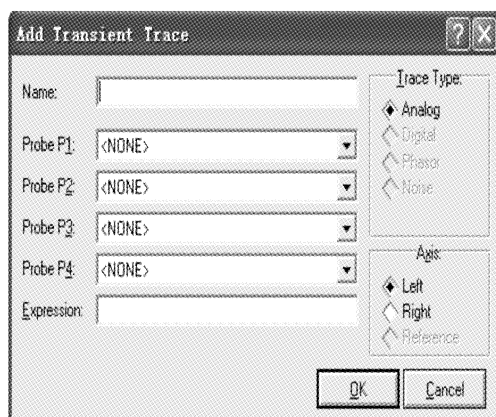 Add Transient Trace
Name:
Probe P1: <NONE>
Probe P2: <NONE>
Probe P3: <NONE>
Probe P4: <NONE>
Expression:
Trace Type:
Analog
Digital
Phasor
Noise
Axis:
Left
Right
Reference
OK Cancel